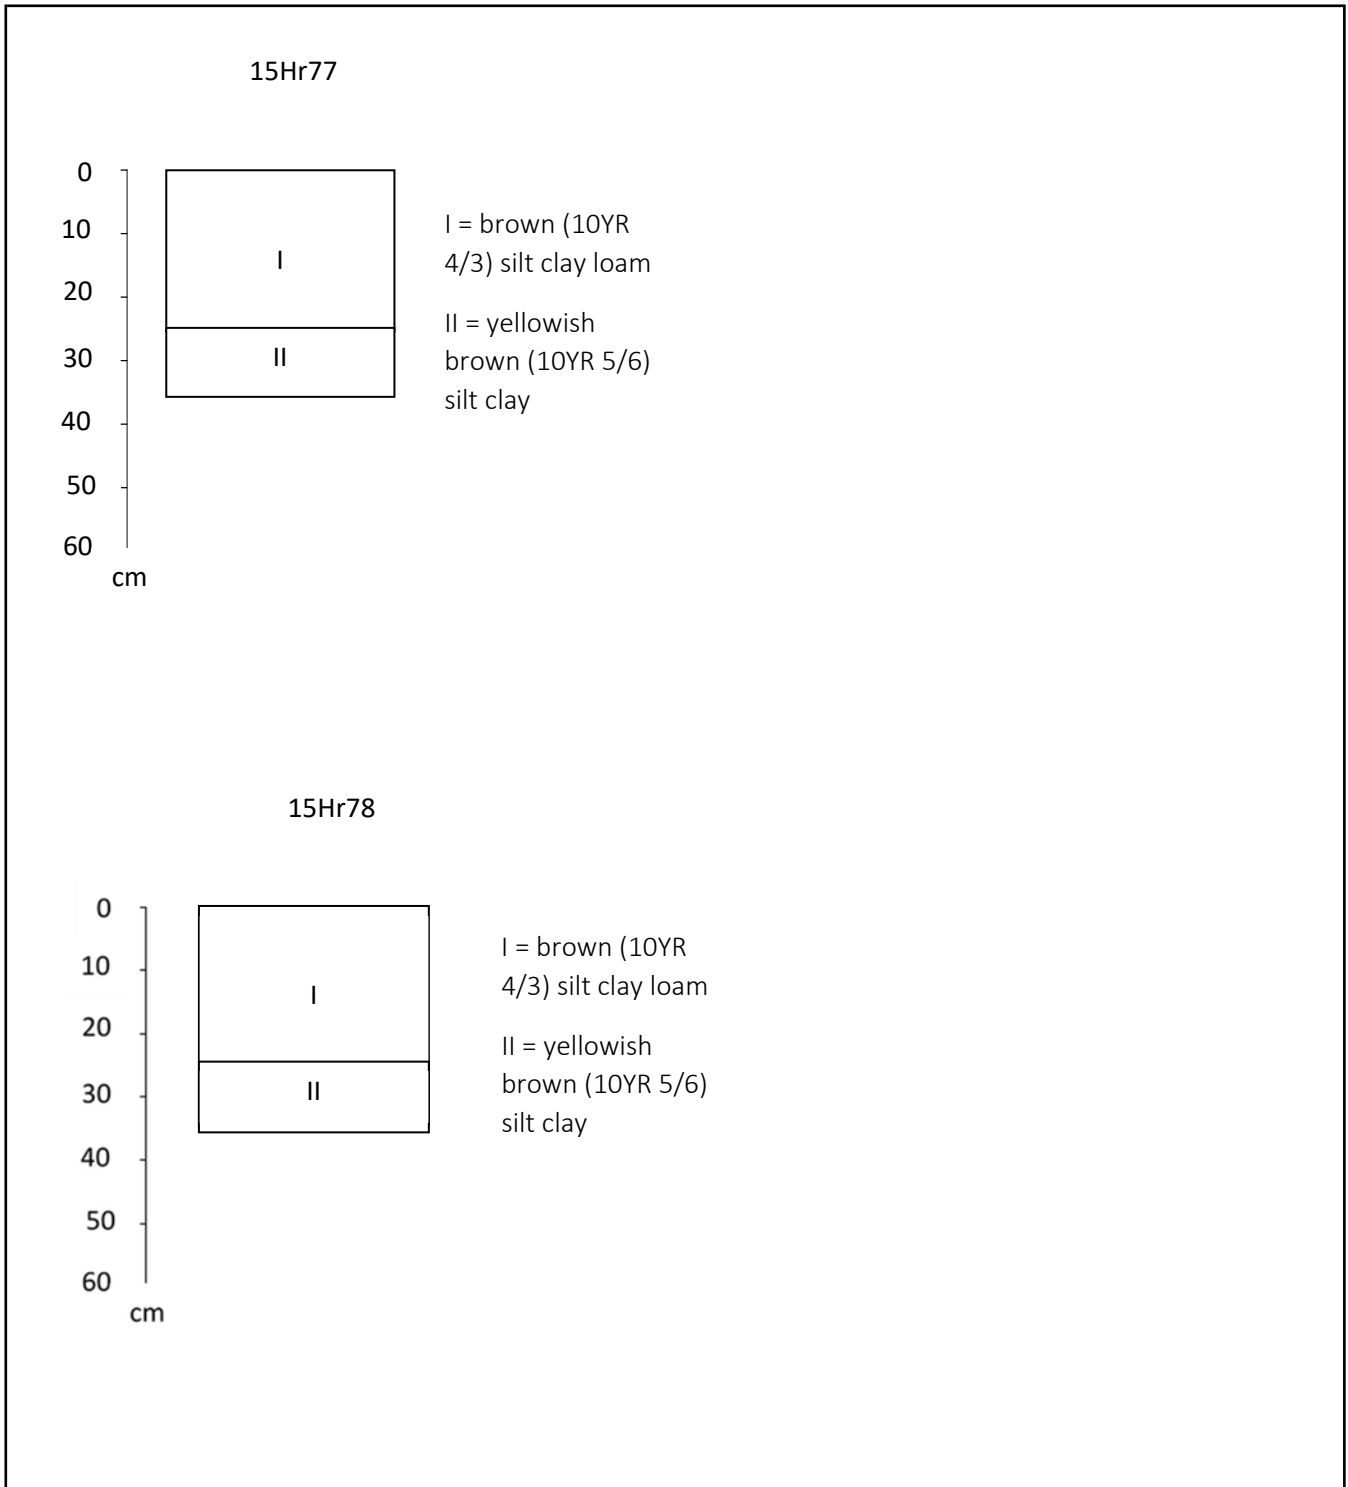 15Hr77
0
10
20
30
40
50
60
cm
I
II
I = brown (10YR
4/3) silt clay loam
II = yellowish
brown (10YR 5/6)
silt clay
15Hr78
0
10
20
30
40
50
60
cm
I
II
I = brown (10YR
4/3) silt clay loam
II = yellowish
brown (10YR 5/6)
silt clay